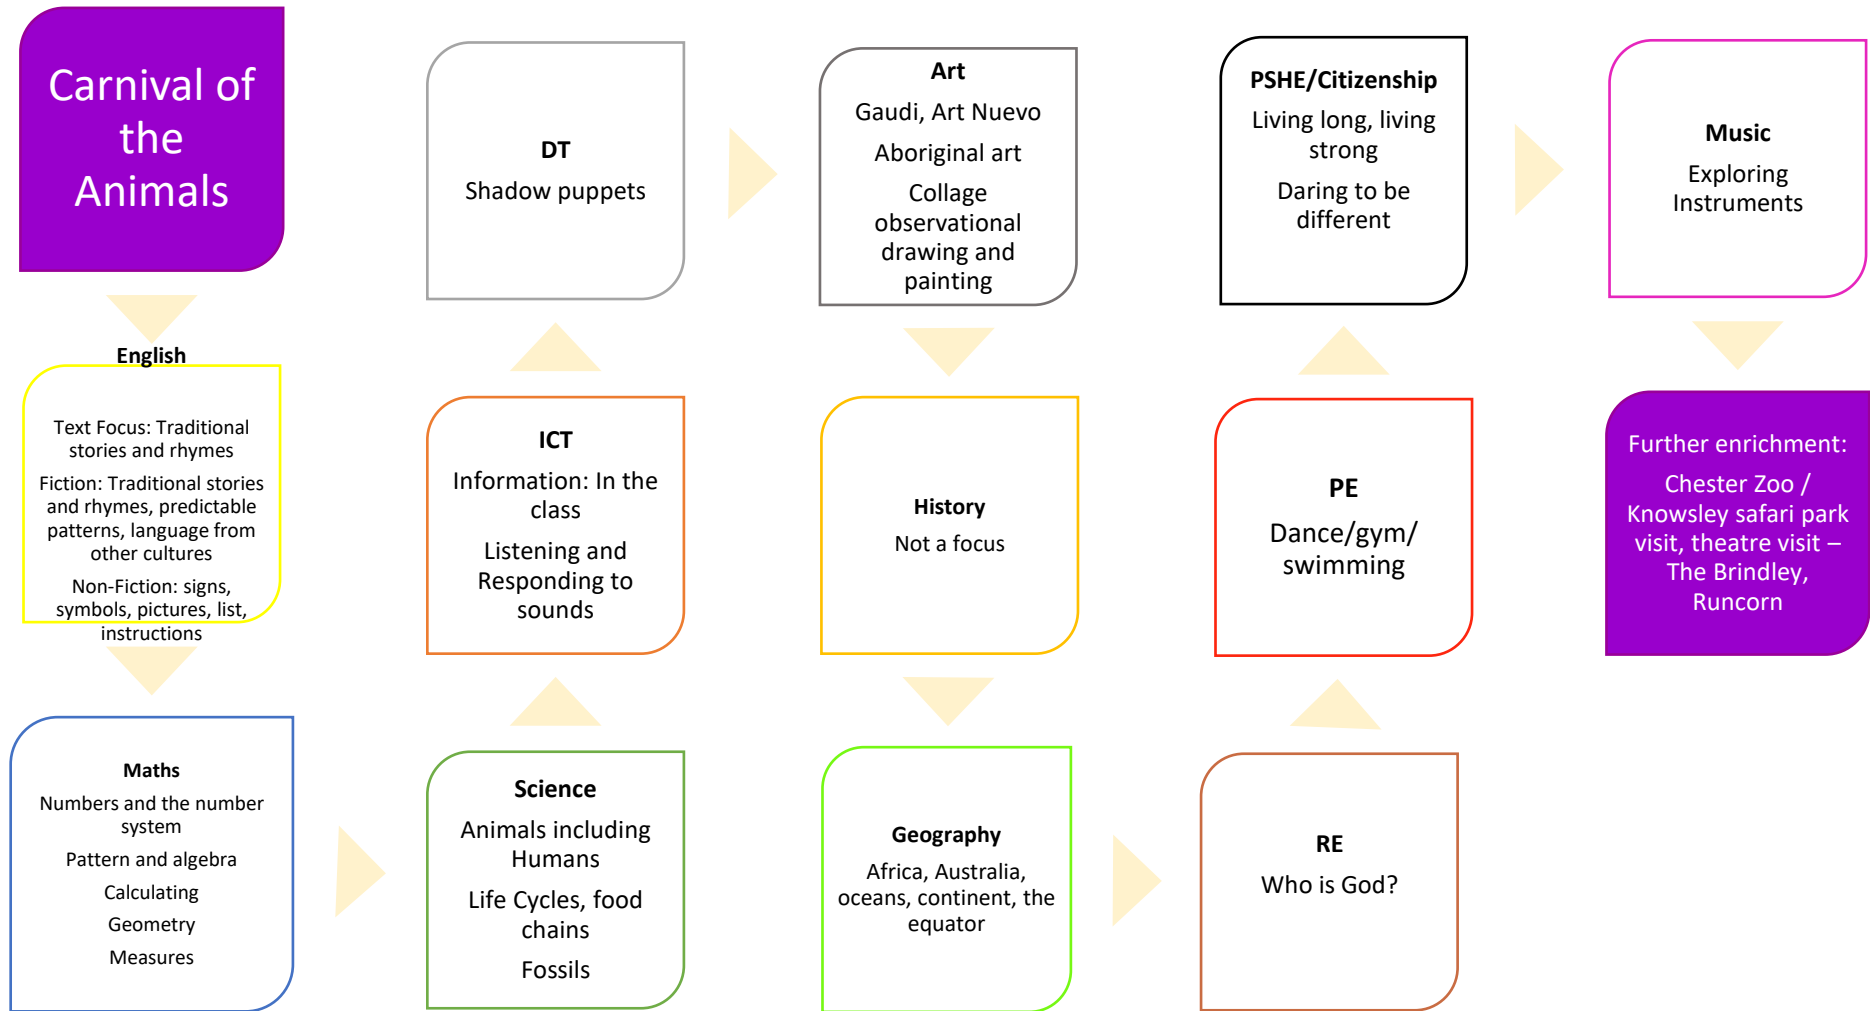 Carnival of
the
Animals
English
Text Focus: Traditional
stories and rhymes
Fiction: Traditional stories
and rhymes, predictable
patterns, language from
other cultures
Non-Fiction: signs,
symbols, pictures, list,
instructions
Maths
Numbers and the number
system
Pattern and algebra
Calculating
Geometry
Measures
Science
Animals including
Humans
Life Cycles, food
chains
Fossils
ICT
Information: In the
class
Listening and
Responding to
sounds
DT
Shadow puppets
Art
Gaudi, Art Nuevo
Aboriginal art
Collage
observational
drawing and
painting
History
Not a focus
Geography
Africa, Australia,
oceans, continent, the
equator
RE
Who is God?
PE
Dance/gym/
swimming
PSHE/Citizenship
Living long, living
strong
Daring to be
different
Music
Exploring
Instruments
Further enrichment:
Chester Zoo /
Knowsley safari park
visit, theatre visit –
The Brindley,
Runcorn